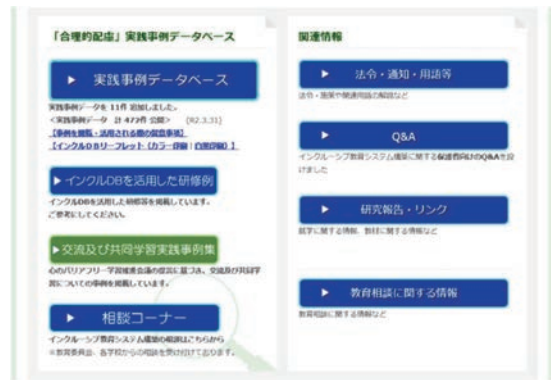 「合理的配慮」実践事例データベース
▶ 実践事例データベース
実践事例データを 11件 追加しました。
<実践事例データ 計 472件 公開> (R2.3.31)
【事例を閲覧・活用される際の留意事項】
【インクルDBリーフレット (カラー印刷 | 白黒印刷) 】
▶ インクルDBを活用した研修例
インクルDBを活用した研修等を掲載しています。
ご参考にしてください。
▶交流及び共同学習実践事例集
心のバリアフリー学習推進会議の提言に基づき、交流及び共同学
習についての事例を掲載しています。
▶ 相談コーナー
インクルーシブ教育システム構築の相談はこちらから
※教育委員会、各学校からの相談を受け付けております。
関連情報
▶ 法令・通知・用語等
法令・施策や関連用語の解説など
▶ Q&A
インクルーシブ教育システム構築に関する保護者向けのQ&Aを設
けました
▶ 研究報告・リンク
就学に関する情報、教材に関する情報など
▶ 教育相談に関する情報
教育相談に関する情報など